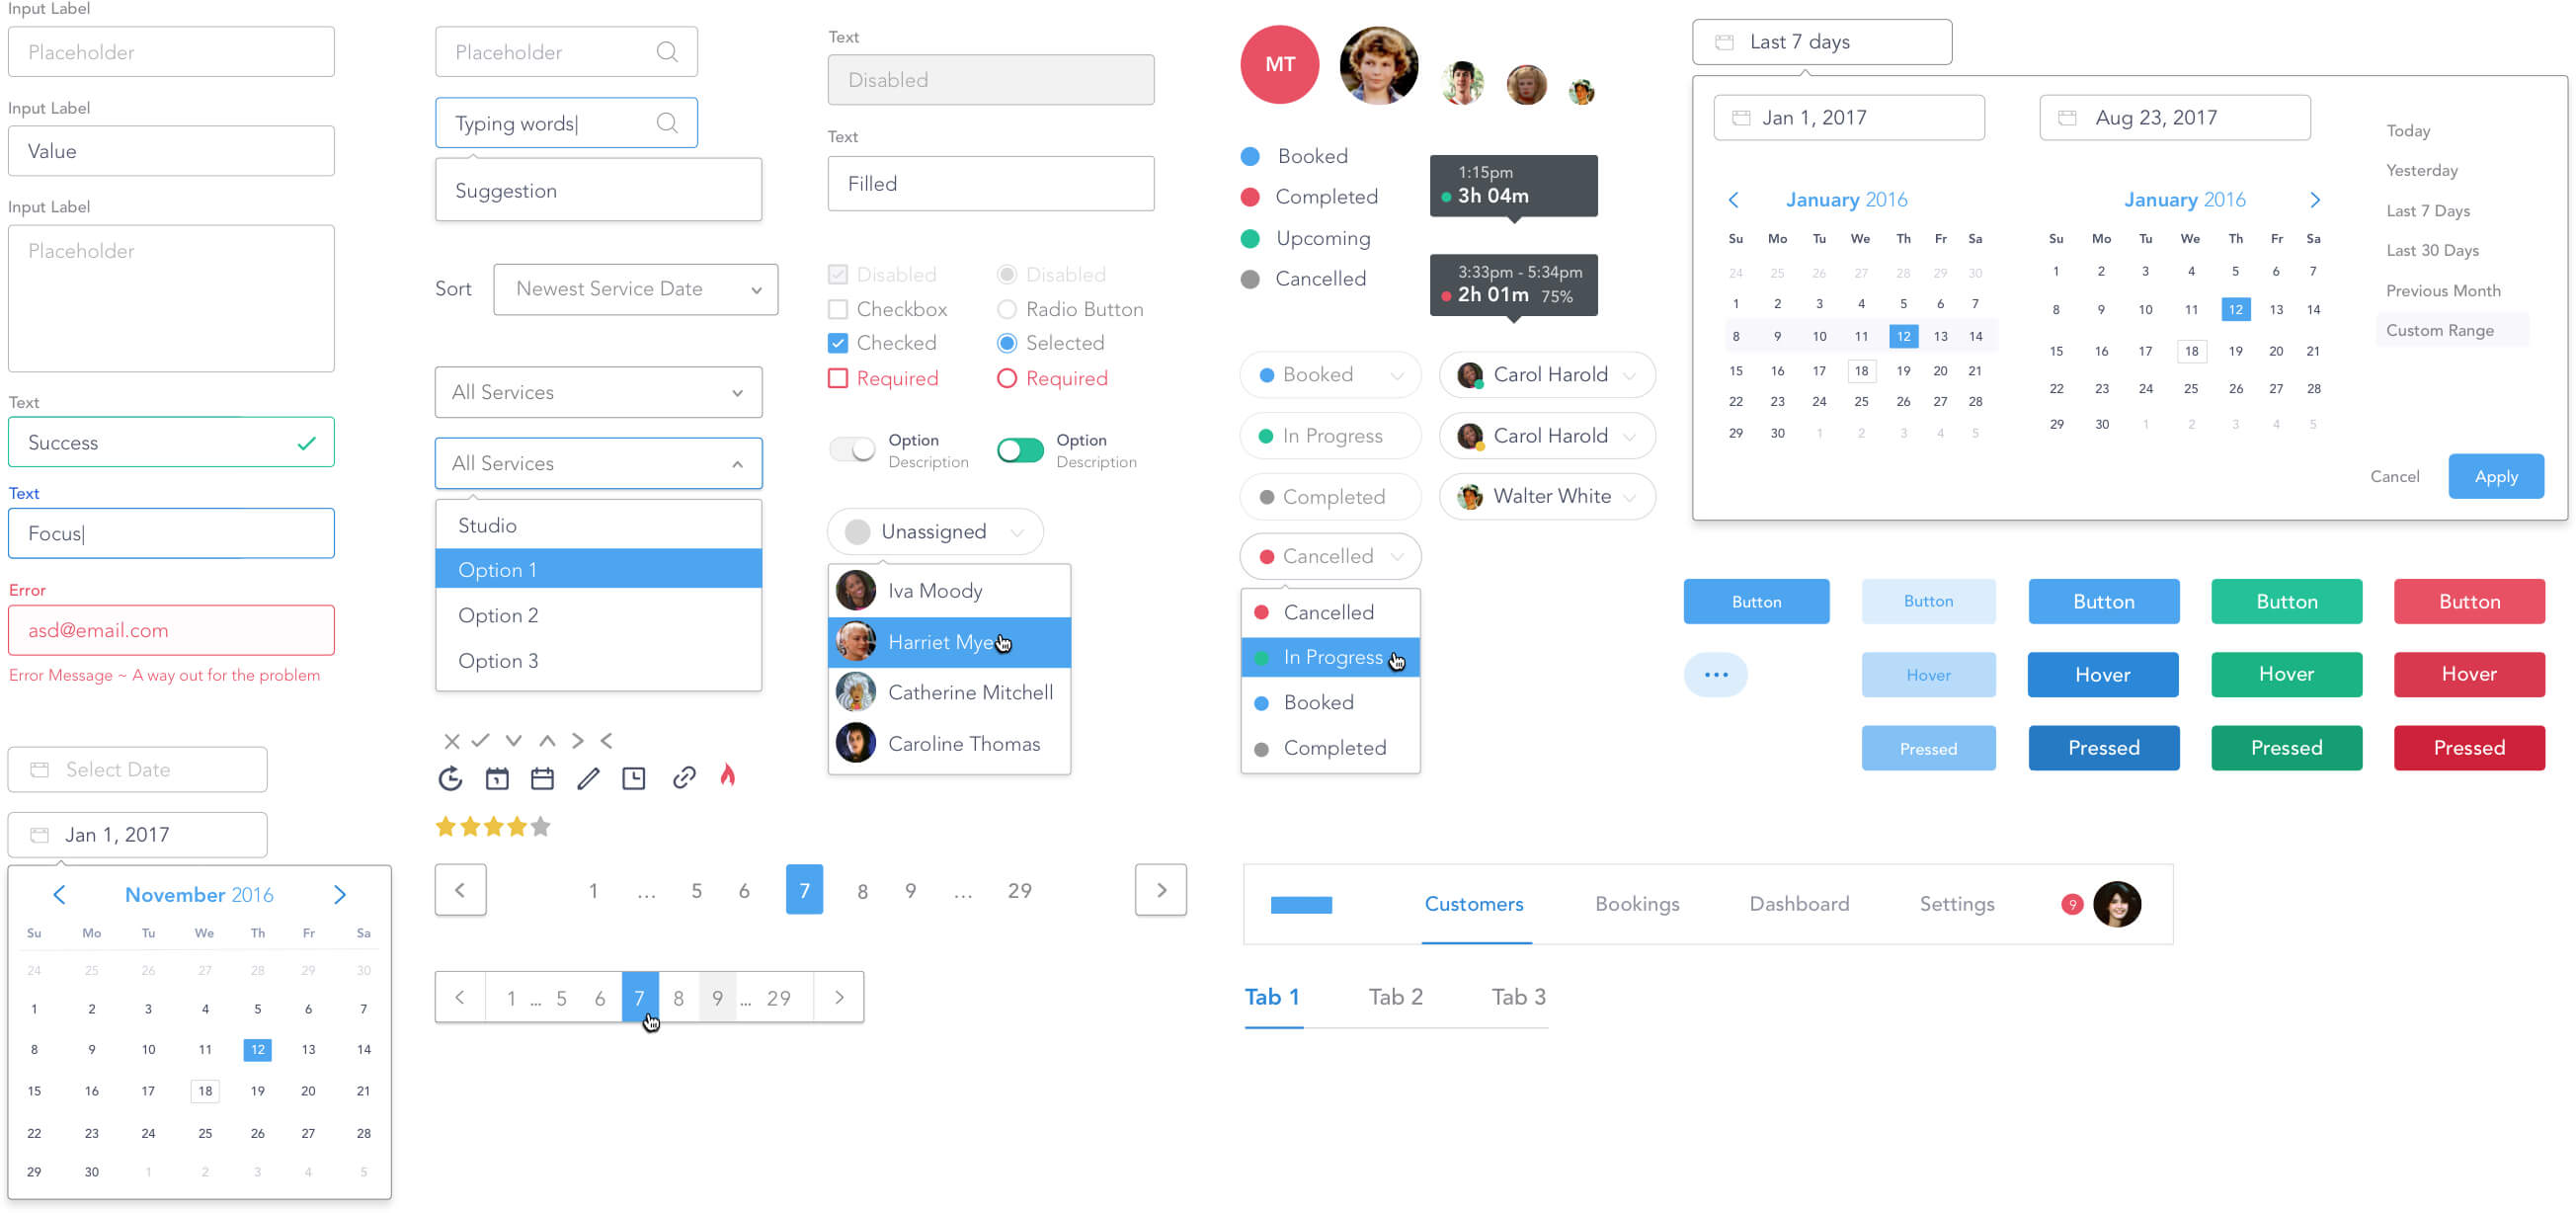 Input Label
Placeholder
Input Label
Value
Input Label
Placeholder
Text
Success
Text
Focus|
Error
asd@email.com
Error Message ~ A way out for the problem
Select Date
Jan 1, 2017
November 2016
Su Mo Tu We Th Fr Sa
24 25 26 27 28 29 30
1 2 3 4 5 6 7
8 9 10 11 12 13 14
15 16 17 18 19 20 21
22 23 24 25 26 27 28
29 30 1 2 3 4 5
Placeholder
Typing words|
Suggestion
Sort Newest Service Date
All Services
All Services
Studio
Option 1
Option 2
Option 3
1 ... 5 6 7 8 9 ... 29
1 ... 5 6 7 8 9 ... 29
Text
Disabled
Text
Filled
Disabled Disabled
Checkbox Radio Button
Checked Selected
Required Required
Option Option
Description Description
Unassigned
Iva Moody
Harriet Mye
Catherine Mitchell
Caroline Thomas
MT
Booked
Completed
Upcoming
Cancelled
1:15pm
3h 04m
3:33pm - 5:34pm
2h 01m 75%
Booked
In Progress
Completed
Cancelled
Cancelled
In Progress
Booked
Completed
Carol Harold
Carol Harold
Walter White
Last 7 days
Jan 1, 2017
Aug 23, 2017
January 2016
Su Mo Tu We Th Fr Sa
24 25 26 27 28 29 30
1 2 3 4 5 6 7
8 9 10 11 12 13 14
15 16 17 18 19 20 21
22 23 24 25 26 27 28
29 30 1 2 3 4 5
January 2016
Su Mo Tu We Th Fr Sa
1 2 3 4 5 6 7
8 9 10 11 12 13 14
15 16 17 18 19 20 21
22 23 24 25 26 27 28
29 30 1 2 3 4 5
Today
Yesterday
Last 7 Days
Last 30 Days
Previous Month
Custom Range
Cancel Apply
Button Button Button Button Button
Hover Hover Hover Hover
Pressed Pressed Pressed Pressed
Customers Bookings Dashboard Settings 9
Tab 1 Tab 2 Tab 3